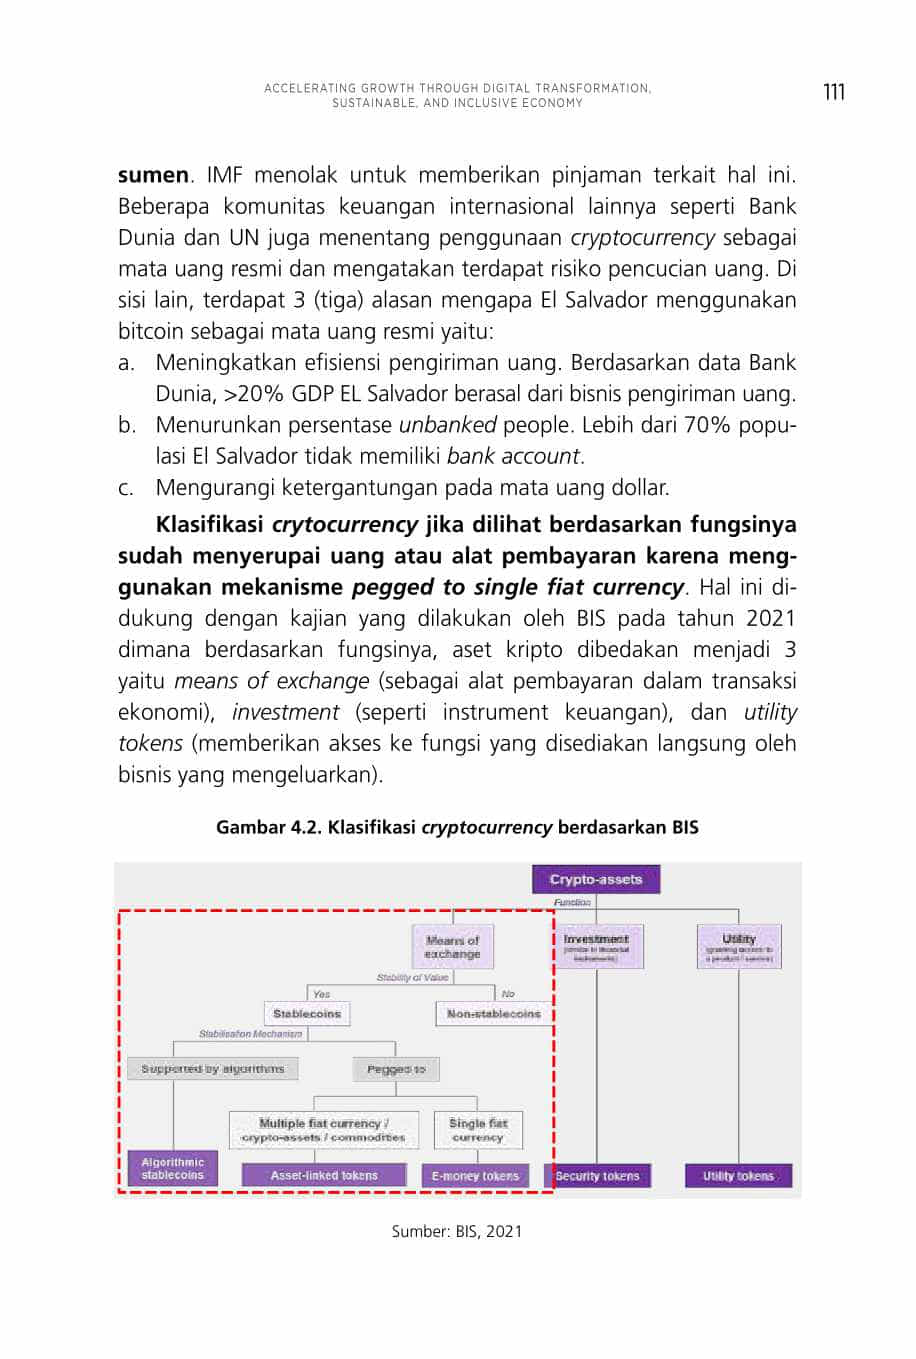 ACCELERATING GROWTH THROUGH DIGITAL TRANSFORMATION,
SUSTAINABLE, AND INCLUSIVE ECONOMY
111
sumen. IMF menolak untuk memberikan pinjaman terkait hal ini.
Beberapa komunitas keuangan internasional lainnya seperti Bank
Dunia dan UN juga menentang penggunaan cryptocurrency sebagai
mata uang resmi dan mengatakan terdapat risiko pencucian uang. Di
sisi lain, terdapat 3 (tiga) alasan mengapa El Salvador menggunakan
bitcoin sebagai mata uang resmi yaitu:
a. Meningkatkan efisiensi pengiriman uang. Berdasarkan data Bank
Dunia, >20% GDP EL Salvador berasal dari bisnis pengiriman uang.
b. Menurunkan persentase unbanked people. Lebih dari 70% popu-
lasi El Salvador tidak memiliki bank account.
c. Mengurangi ketergantungan pada mata uang dollar.
Klasifikasi crytocurrency jika dilihat berdasarkan fungsinya
sudah menyerupai uang atau alat pembayaran karena meng-
gunakan mekanisme pegged to single fiat currency. Hal ini di-
dukung dengan kajian yang dilakukan oleh BIS pada tahun 2021
dimana berdasarkan fungsinya, aset kripto dibedakan menjadi 3
yaitu means of exchange (sebagai alat pembayaran dalam transaksi
ekonomi), investment (seperti instrument keuangan), dan utility
tokens (memberikan akses ke fungsi yang disediakan langsung oleh
bisnis yang mengeluarkan).
Gambar 4.2. Klasifikasi cryptocurrency berdasarkan BIS
Crypto-assets
Function
Means of
exchange
Investment
(similar to financial
instruments)
Utility
(granting access to
a product / service)
Stability of Value
Yes
No
Stablecoins
Non-stablecoins
Stabilisation Mechanism
Supported by algorithms
Pegged to
Multiple fiat currency /
crypto-assets / commodities
Single fiat
currency
Algorithmic
stablecoins
Asset-linked tokens
E-money tokens
Security tokens
Utility tokens
Sumber: BIS, 2021